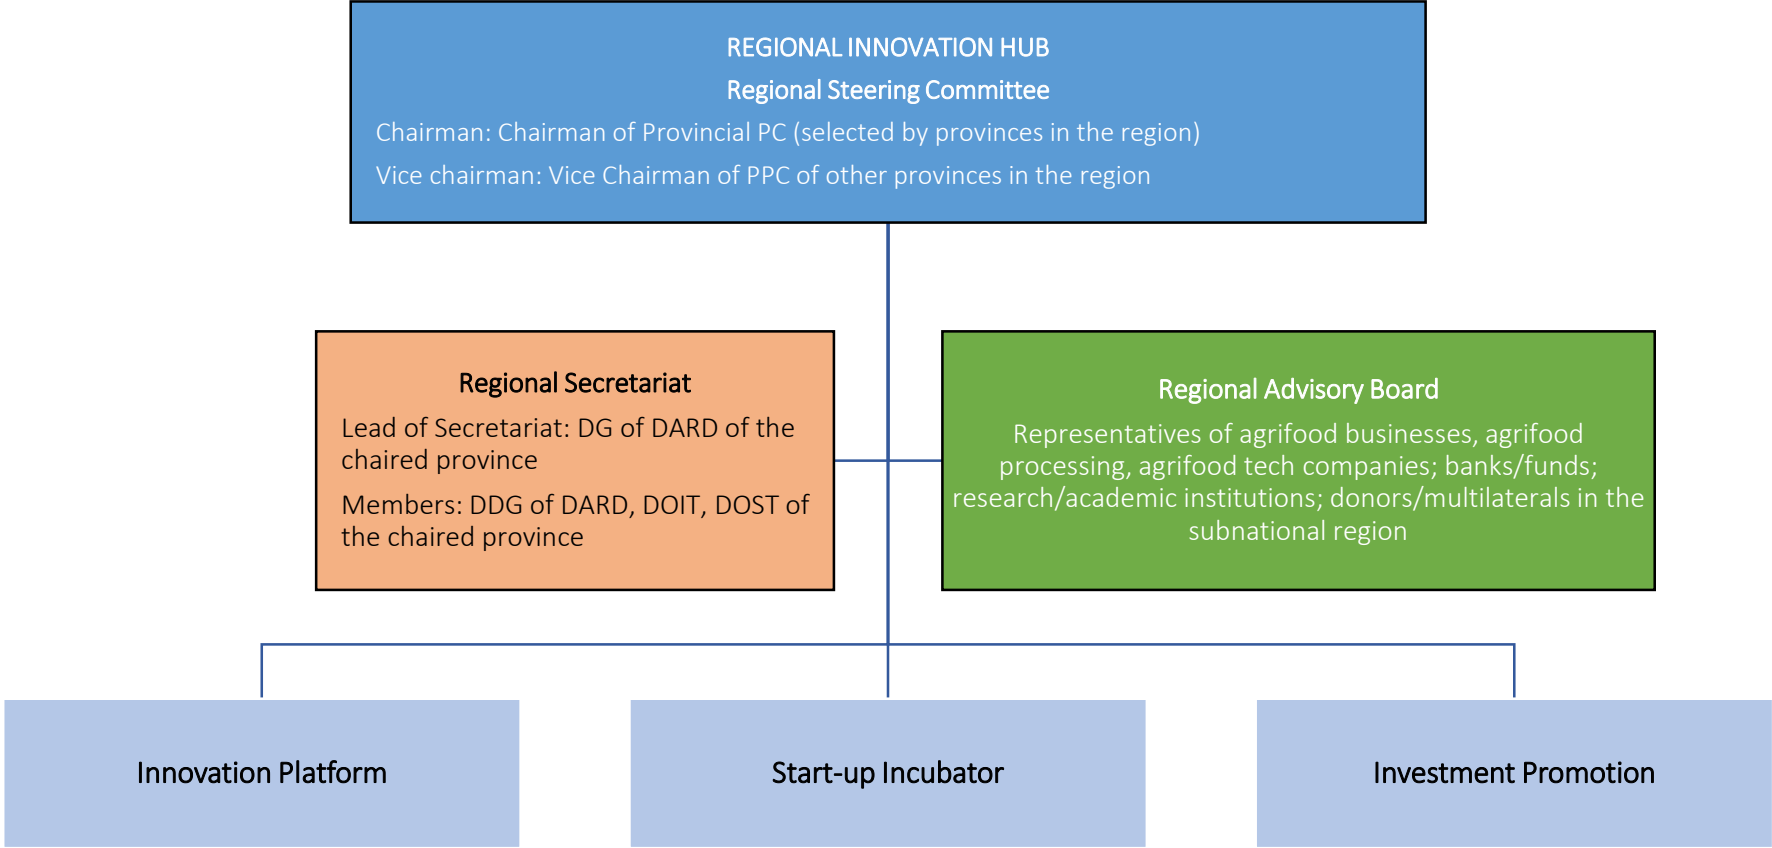 REGIONAL INNOVATION HUB
Regional Steering Committee
Chairman: Chairman of Provincial PC (selected by provinces in the region)
Vice chairman: Vice Chairman of PPC of other provinces in the region
Regional Secretariat
Lead of Secretariat: DG of DARD of the
chaired province
Members: DDG of DARD, DOIT, DOST of
the chaired province
Regional Advisory Board
Representatives of agrifood businesses, agrifood
processing, agrifood tech companies; banks/funds;
research/academic institutions; donors/multilaterals in the
subnational region
Innovation Platform
Start-up Incubator
Investment Promotion